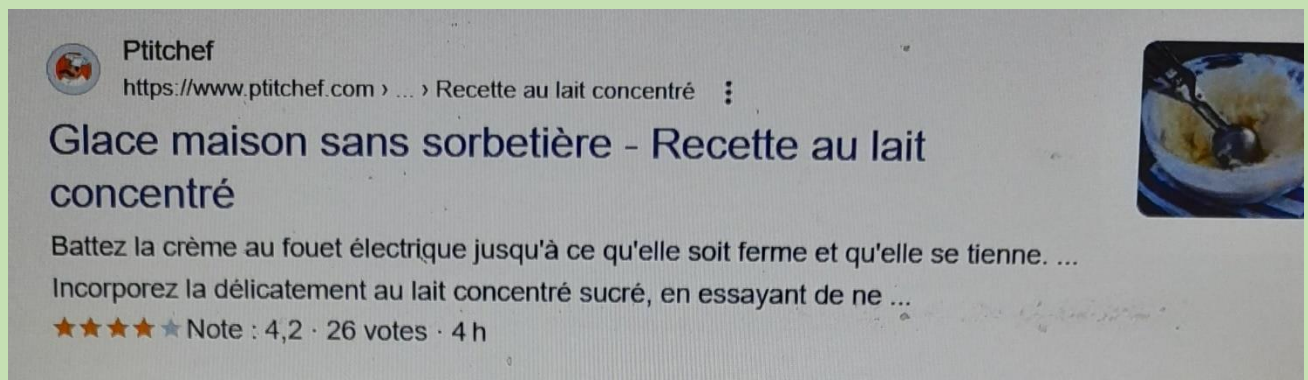 Ptitchef
https://www.ptitchef.com › ... › Recette au lait concentré
Glace maison sans sorbetière - Recette au lait
concentré
Battez la crème au fouet électrique jusqu'à ce qu'elle soit ferme et qu'elle se tienne. ...
Incorporez la délicatement au lait concentré sucré, en essayant de ne ...
Note : 4,2 · 26 votes · 4 h